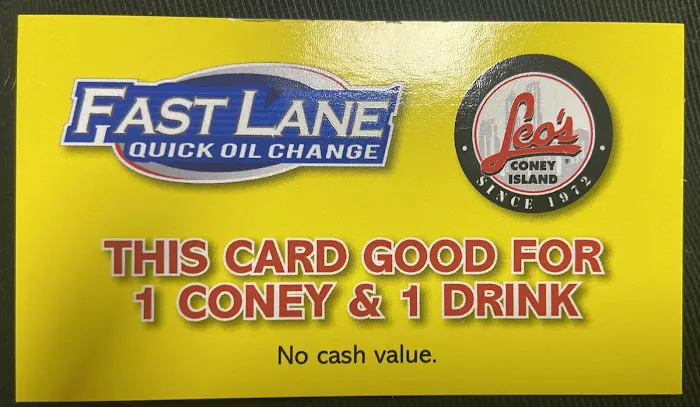 FAST LANE
QUICK OIL CHANGE
Leo's
CONEY
ISLAND
®
• SINCE 1972 •
THIS CARD GOOD FOR
1 CONEY & 1 DRINK
No cash value.